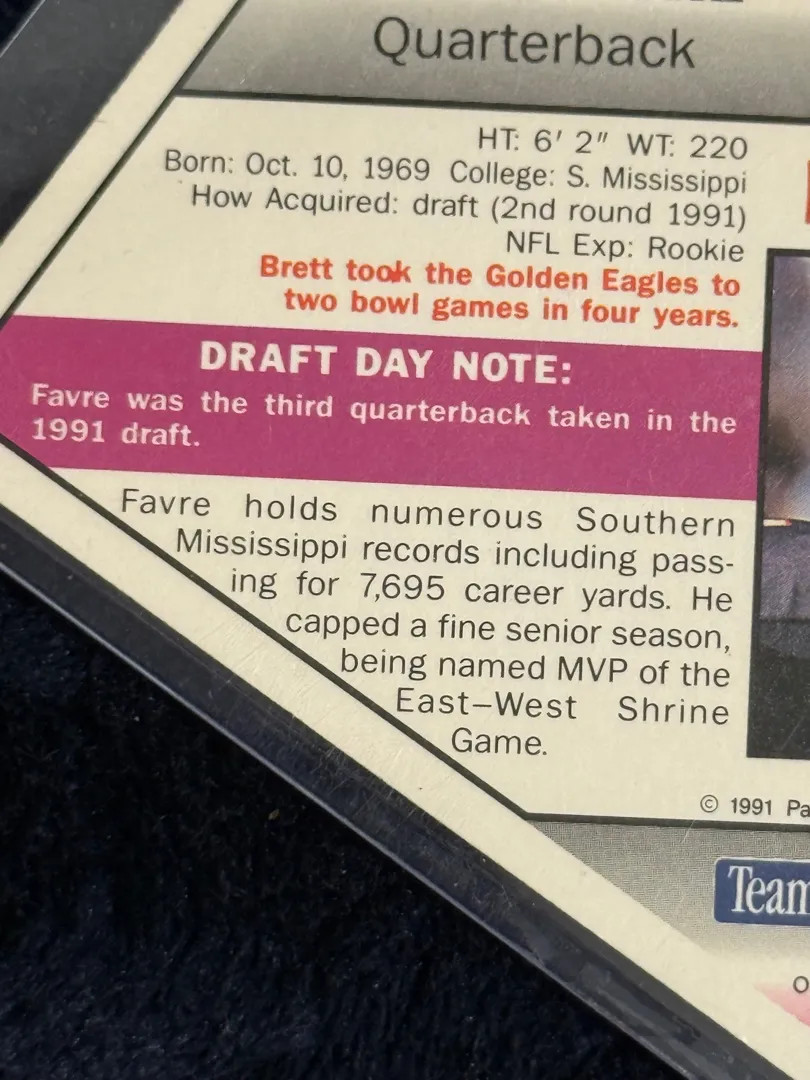 Quarterback
HT: 6' 2" WT: 220
Born: Oct. 10, 1969 College: S. Mississippi
How Acquired: draft (2nd round 1991)
NFL Exp: Rookie
Brett took the Golden Eagles to
two bowl games in four years.
DRAFT DAY NOTE:
Favre was the third quarterback taken in the
1991 draft.
Favre holds numerous Southern
Mississippi records including pass-
ing for 7,695 career yards. He
capped a fine senior season,
being named MVP of the
East–West Shrine
Game.
© 1991 Pa
Team